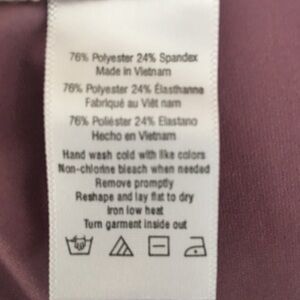 76% Polyester 24% Spandex
Made in Vietnam
76% Polyester 24% Élasthanne
Fabriqué au Viêt nam
76% Poliéster 24% Elastano
Hecho en Vietnam
Hand wash cold with like colors
Non-chlorine bleach when needed
Remove promptly
Reshape and lay flat to dry
Iron low heat
Turn garment inside out